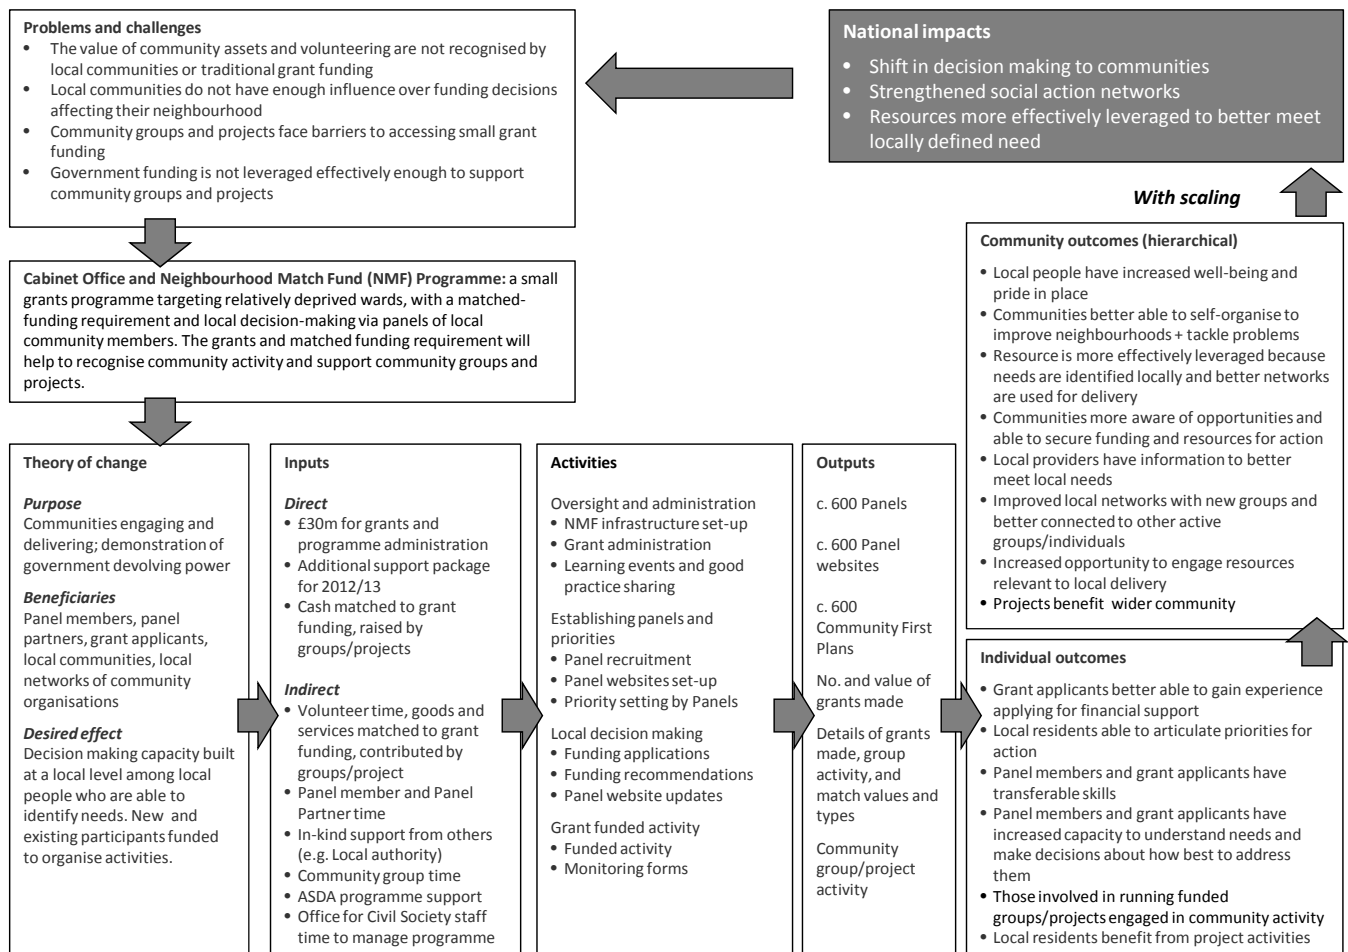 Problems and challenges
• The value of community assets and volunteering are not recognised by
local communities or traditional grant funding
• Local communities do not have enough influence over funding decisions
affecting their neighbourhood
• Community groups and projects face barriers to accessing small grant
funding
• Government funding is not leveraged effectively enough to support
community groups and projects
National impacts
• Shift in decision making to communities
• Strengthened social action networks
• Resources more effectively leveraged to better meet
locally defined need
With scaling
Cabinet Office and Neighbourhood Match Fund (NMF) Programme: a small
grants programme targeting relatively deprived wards, with a matched-
funding requirement and local decision-making via panels of local
community members. The grants and matched funding requirement will
help to recognise community activity and support community groups and
projects.
Theory of change
Purpose
Communities engaging and
delivering; demonstration of
government devolving power
Beneficiaries
Panel members, panel
partners, grant applicants,
local communities, local
networks of community
organisations
Desired effect
Decision making capacity built
at a local level among local
people who are able to
identify needs. New and
existing participants funded
to organise activities.
Inputs
Direct
• £30m for grants and
programme administration
• Additional support package
for 2012/13
• Cash matched to grant
funding, raised by
groups/projects
Indirect
• Volunteer time, goods and
services matched to grant
funding, contributed by
groups/project
• Panel member and Panel
Partner time
• In-kind support from others
(e.g. Local authority)
• Community group time
• ASDA programme support
• Office for Civil Society staff
time to manage programme
Activities
Oversight and administration
• NMF infrastructure set-up
• Grant administration
• Learning events and good
practice sharing
Establishing panels and
priorities
• Panel recruitment
• Panel websites set-up
• Priority setting by Panels
Local decision making
• Funding applications
• Funding recommendations
• Panel website updates
Grant funded activity
• Funded activity
• Monitoring forms
Outputs
c. 600 Panels
c. 600 Panel
websites
c. 600
Community First
Plans
No. and value of
grants made
Details of grants
made, group
activity, and
match values and
types
Community
group/project
activity
Community outcomes (hierarchical)
• Local people have increased well-being and
pride in place
• Communities better able to self-organise to
improve neighbourhoods + tackle problems
• Resource is more effectively leveraged because
needs are identified locally and better networks
are used for delivery
• Communities more aware of opportunities and
able to secure funding and resources for action
• Local providers have information to better
meet local needs
• Improved local networks with new groups and
better connected to other active
groups/individuals
• Increased opportunity to engage resources
relevant to local delivery
• Projects benefit wider community
Individual outcomes
• Grant applicants better able to gain experience
applying for financial support
• Local residents able to articulate priorities for
action
• Panel members and grant applicants have
transferable skills
• Panel members and grant applicants have
increased capacity to understand needs and
make decisions about how best to address
them
• Those involved in running funded
groups/projects engaged in community activity
• Local residents benefit from project activities